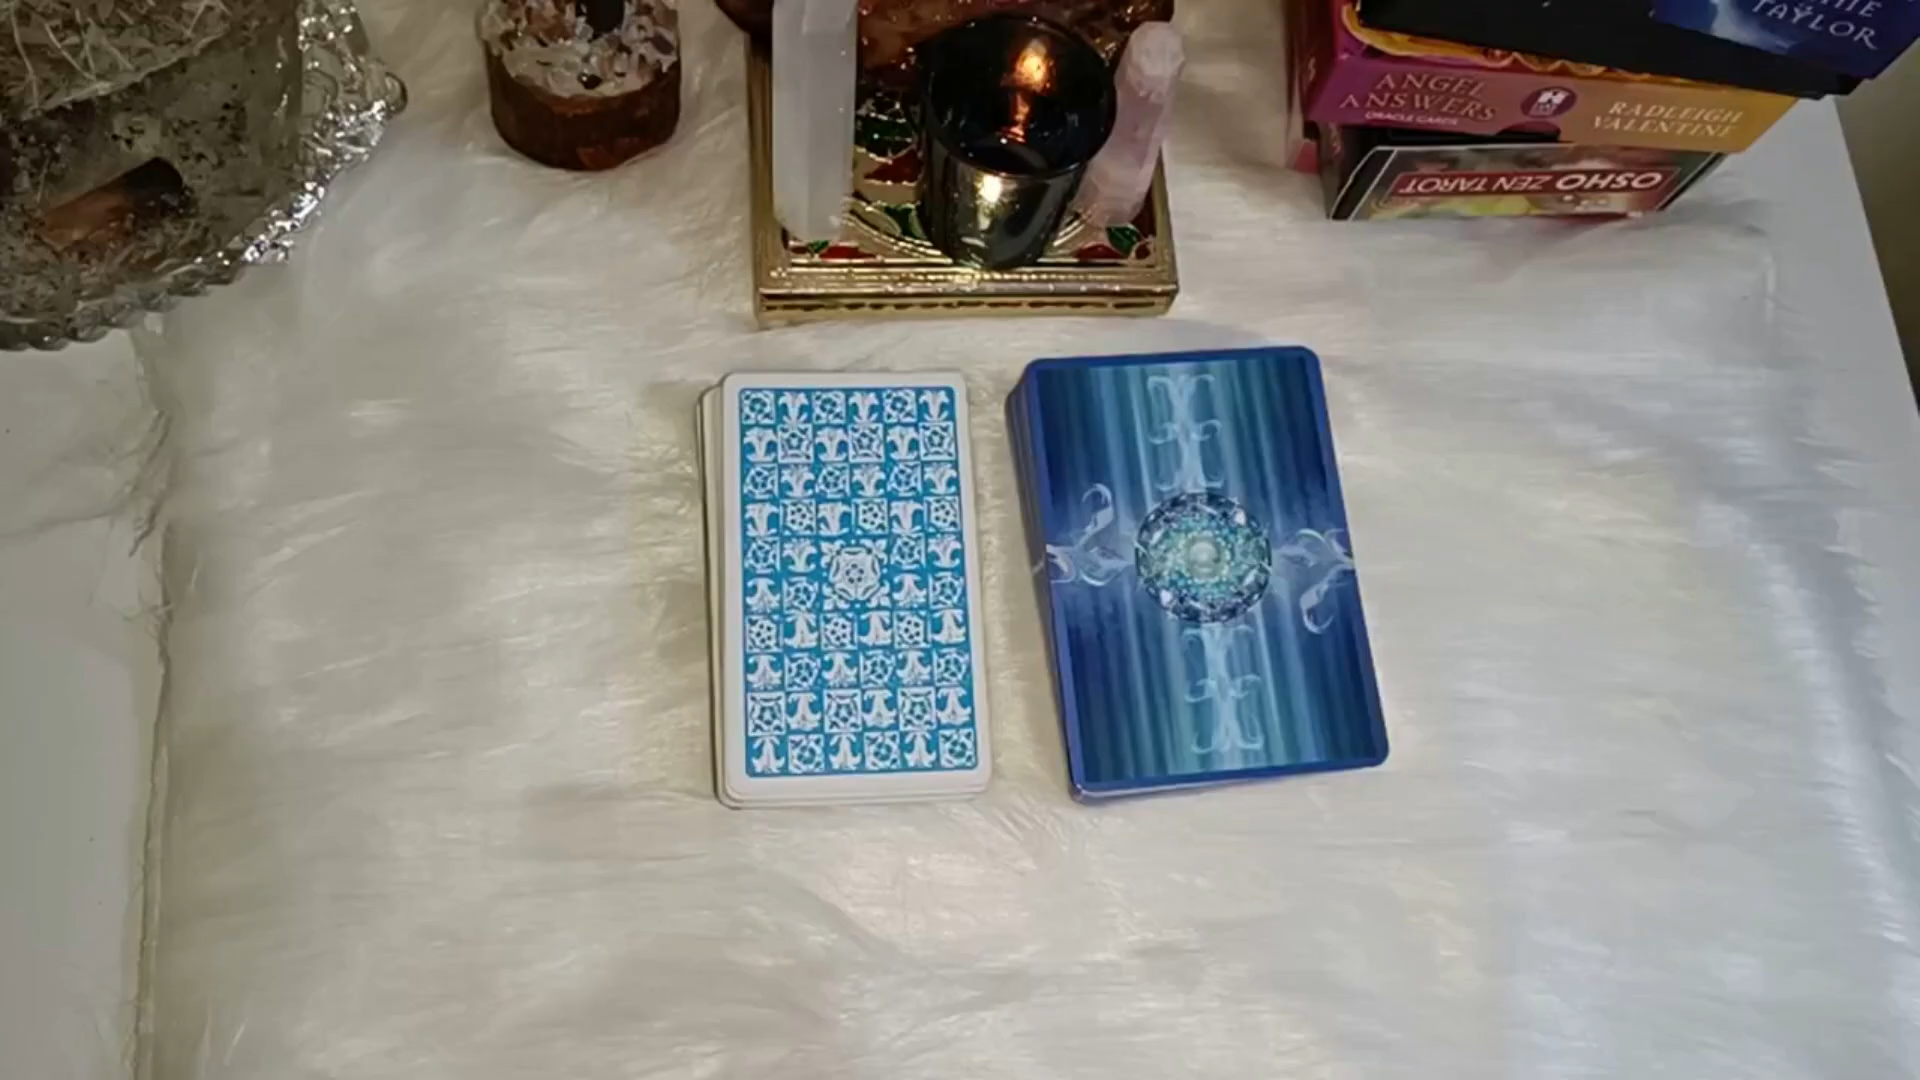 TAYLOR
ANGEL
ANSWERS
ORACLE CARDS
RADLEIGH
VALENTINE
OSHO ZEN TAROT